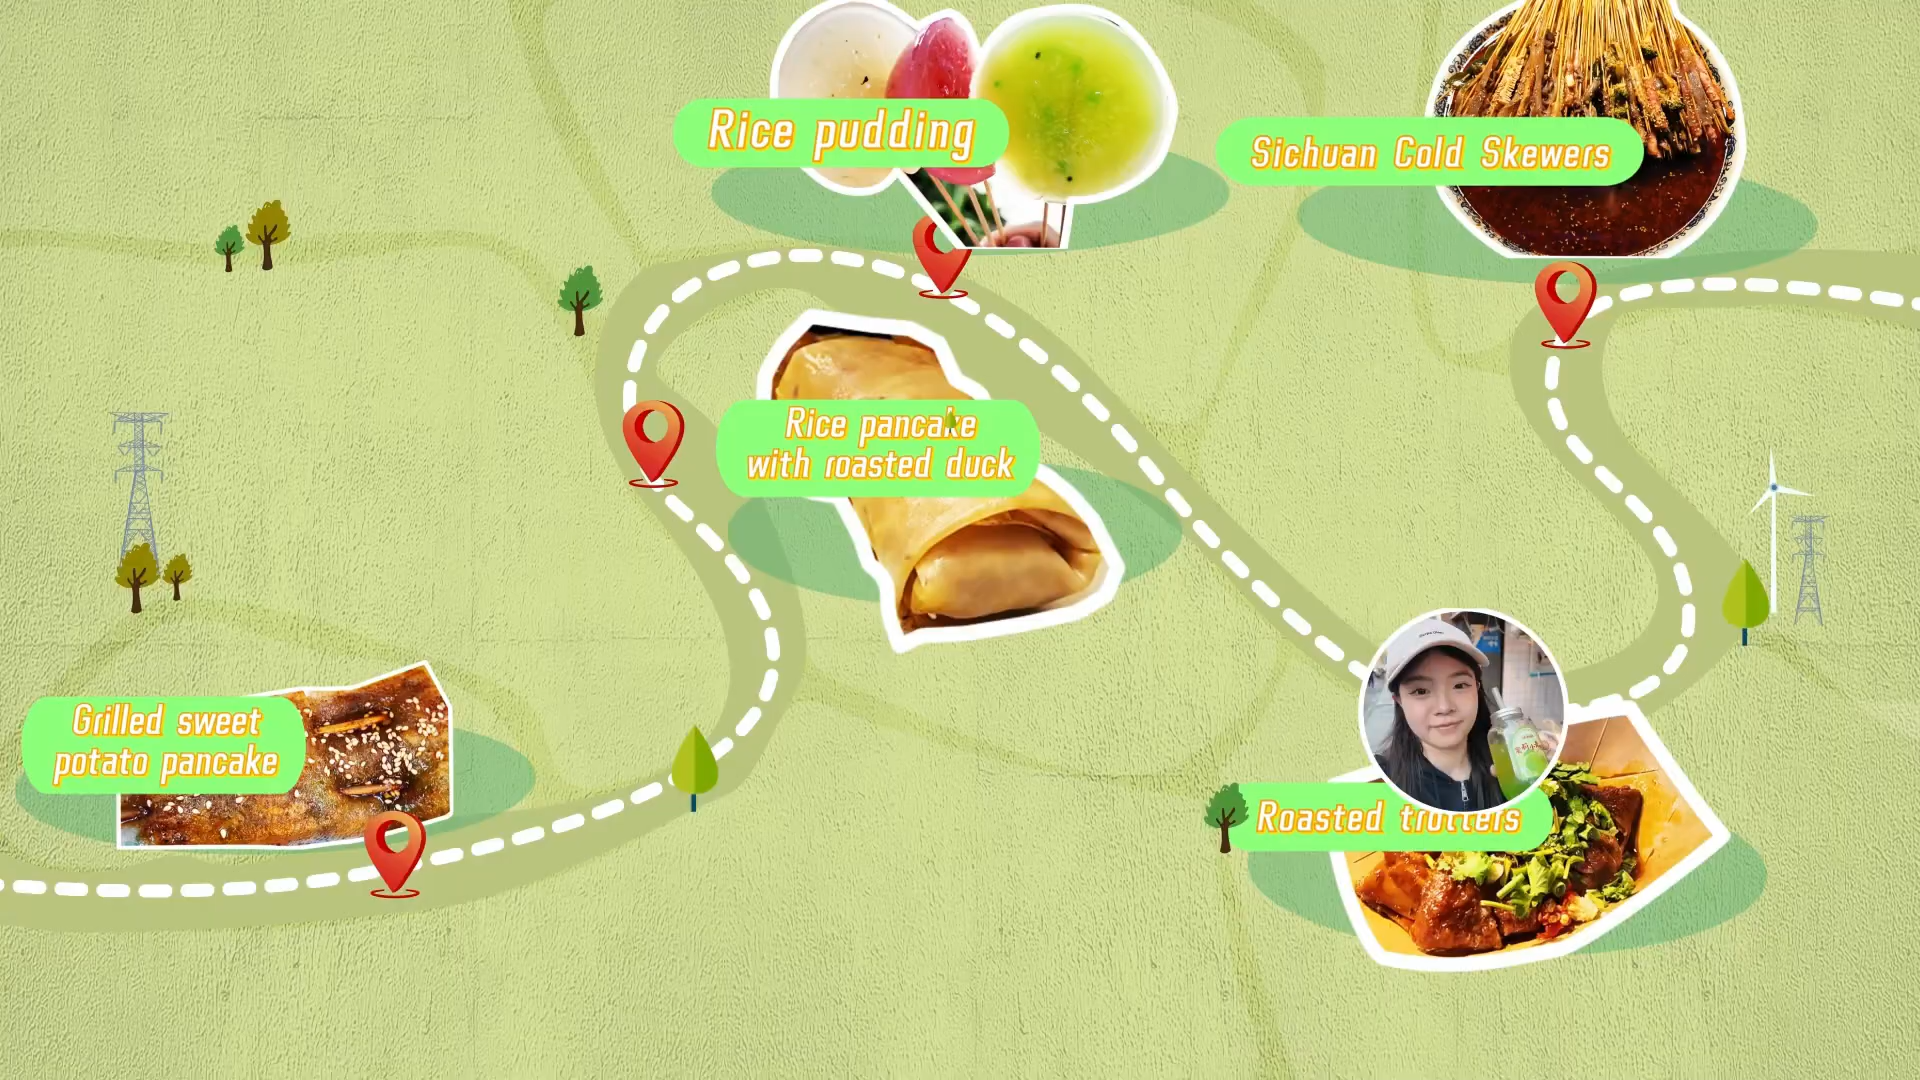 Rice pudding
Sichuan Cold Skewers
Rice pancake
with roasted duck
Grilled sweet
potato pancake
Roasted trotters